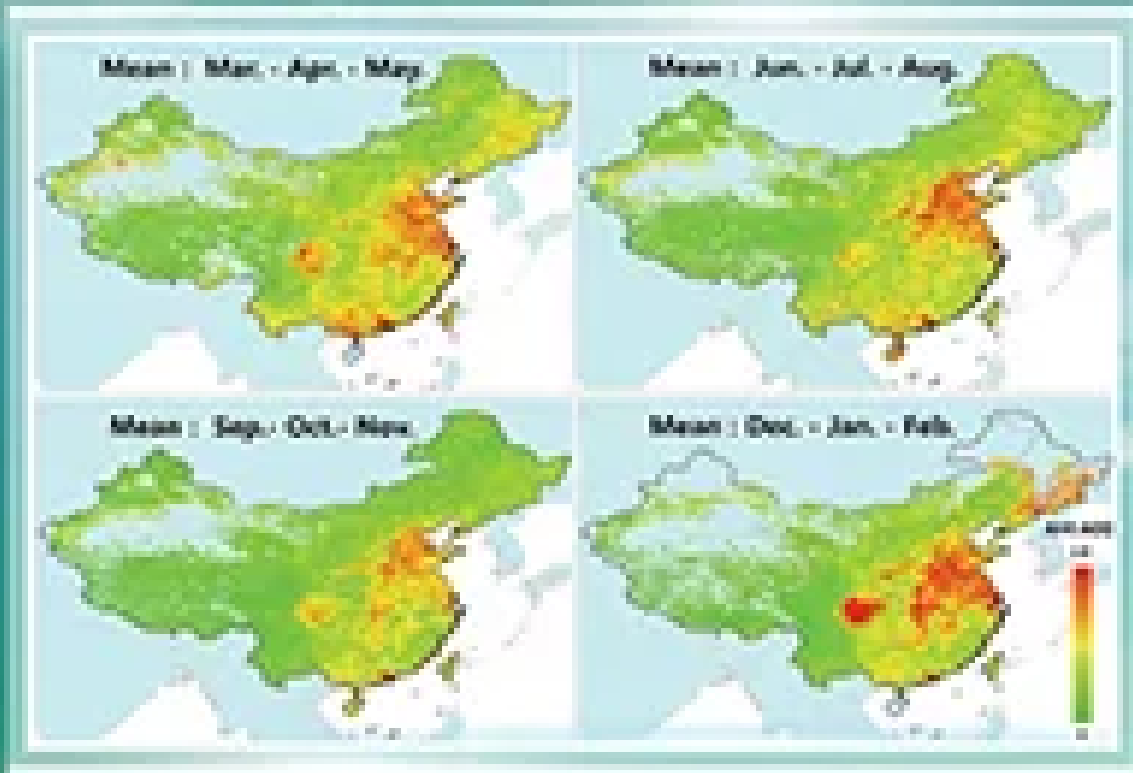 Mean : Mar. - Apr. - May.
Mean : Jun. - Jul. - Aug.
Mean : Sep.- Oct.- Nov.
Mean : Dec. - Jan. - Feb.